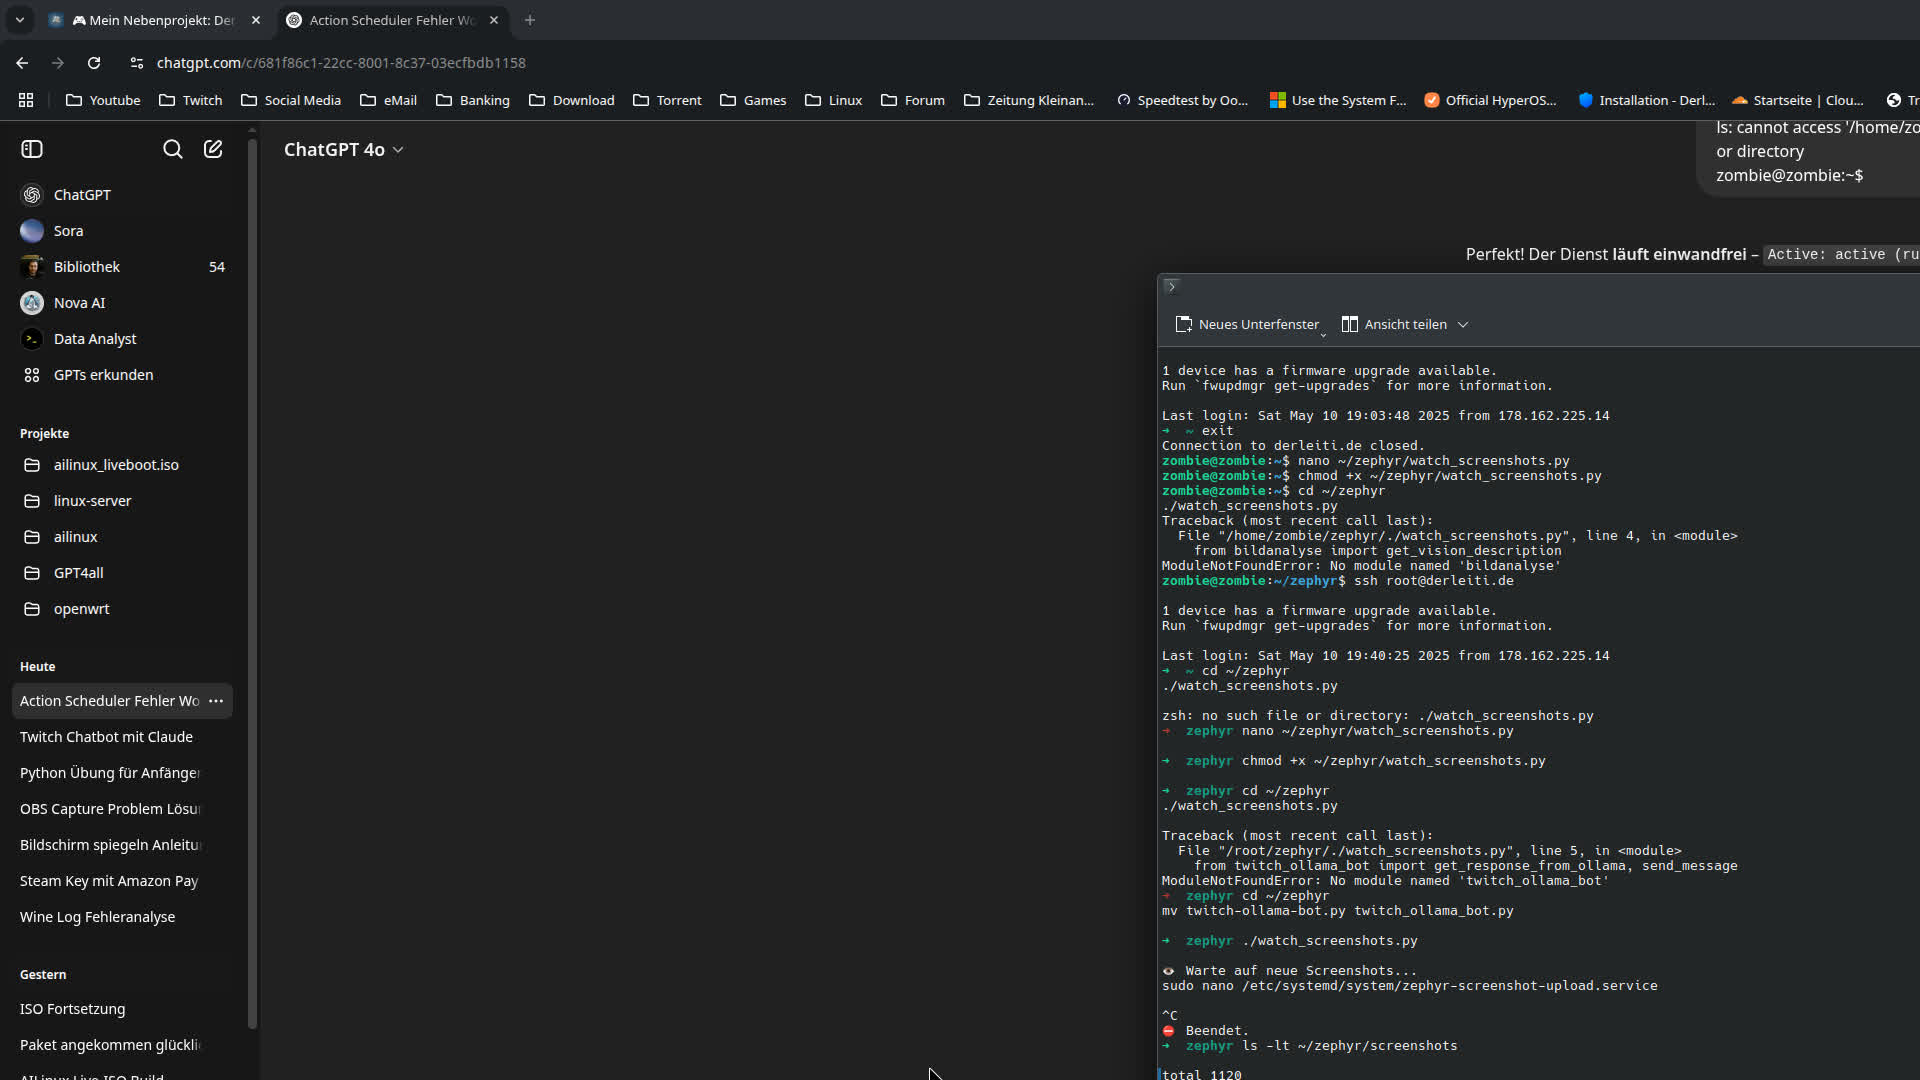 🎮 Mein Nebenprojekt: Der
Action Scheduler Fehler Wo
chatgpt.com/c/681f86c1-22cc-8001-8c37-03ecfbdb1158
Youtube
Twitch
Social Media
eMail
Banking
Download
Torrent
Games
Linux
Forum
Zeitung Kleinan...
Speedtest by Oo...
Use the System F...
Official HyperOS...
Installation - Derl...
Startseite | Clou...
Tr
ChatGPT
Sora
Bibliothek 54
Nova AI
Data Analyst
GPTs erkunden
Projekte
ailinux_liveboot.iso
linux-server
ailinux
GPT4all
openwrt
Heute
Action Scheduler Fehler Wo
Twitch Chatbot mit Claude
Python Übung für Anfänger
OBS Capture Problem Lösu
Bildschirm spiegeln Anleitu
Steam Key mit Amazon Pay
Wine Log Fehleranalyse
Gestern
ISO Fortsetzung
Paket angekommen glückli
AILinux Live ISO Build
ChatGPT 4o
ls: cannot access '/home/zo
or directory
zombie@zombie:~$
Perfekt! Der Dienst läuft einwandfrei – Active: active (ru
Neues Unterfenster
Ansicht teilen
1 device has a firmware upgrade available.
Run `fwupdmgr get-upgrades` for more information.
Last login: Sat May 10 19:03:48 2025 from 178.162.225.14
→ ~ exit
Connection to derleiti.de closed.
zombie@zombie:~$ nano ~/zephyr/watch_screenshots.py
zombie@zombie:~$ chmod +x ~/zephyr/watch_screenshots.py
zombie@zombie:~$ cd ~/zephyr
./watch_screenshots.py
Traceback (most recent call last):
File "/home/zombie/zephyr/./watch_screenshots.py", line 4, in <module>
from bildanalyse import get_vision_description
ModuleNotFoundError: No module named 'bildanalyse'
zombie@zombie:~/zephyr$ ssh root@derleiti.de
1 device has a firmware upgrade available.
Run `fwupdmgr get-upgrades` for more information.
Last login: Sat May 10 19:40:25 2025 from 178.162.225.14
→ ~ cd ~/zephyr
./watch_screenshots.py
zsh: no such file or directory: ./watch_screenshots.py
→ zephyr nano ~/zephyr/watch_screenshots.py
→ zephyr chmod +x ~/zephyr/watch_screenshots.py
→ zephyr cd ~/zephyr
./watch_screenshots.py
Traceback (most recent call last):
File "/root/zephyr/./watch_screenshots.py", line 5, in <module>
from twitch_ollama_bot import get_response_from_ollama, send_message
ModuleNotFoundError: No module named 'twitch_ollama_bot'
→ zephyr cd ~/zephyr
mv twitch-ollama-bot.py twitch_ollama_bot.py
→ zephyr ./watch_screenshots.py
👁 Warte auf neue Screenshots...
sudo nano /etc/systemd/system/zephyr-screenshot-upload.service
^C
⛔ Beendet.
→ zephyr ls -lt ~/zephyr/screenshots
total 1120